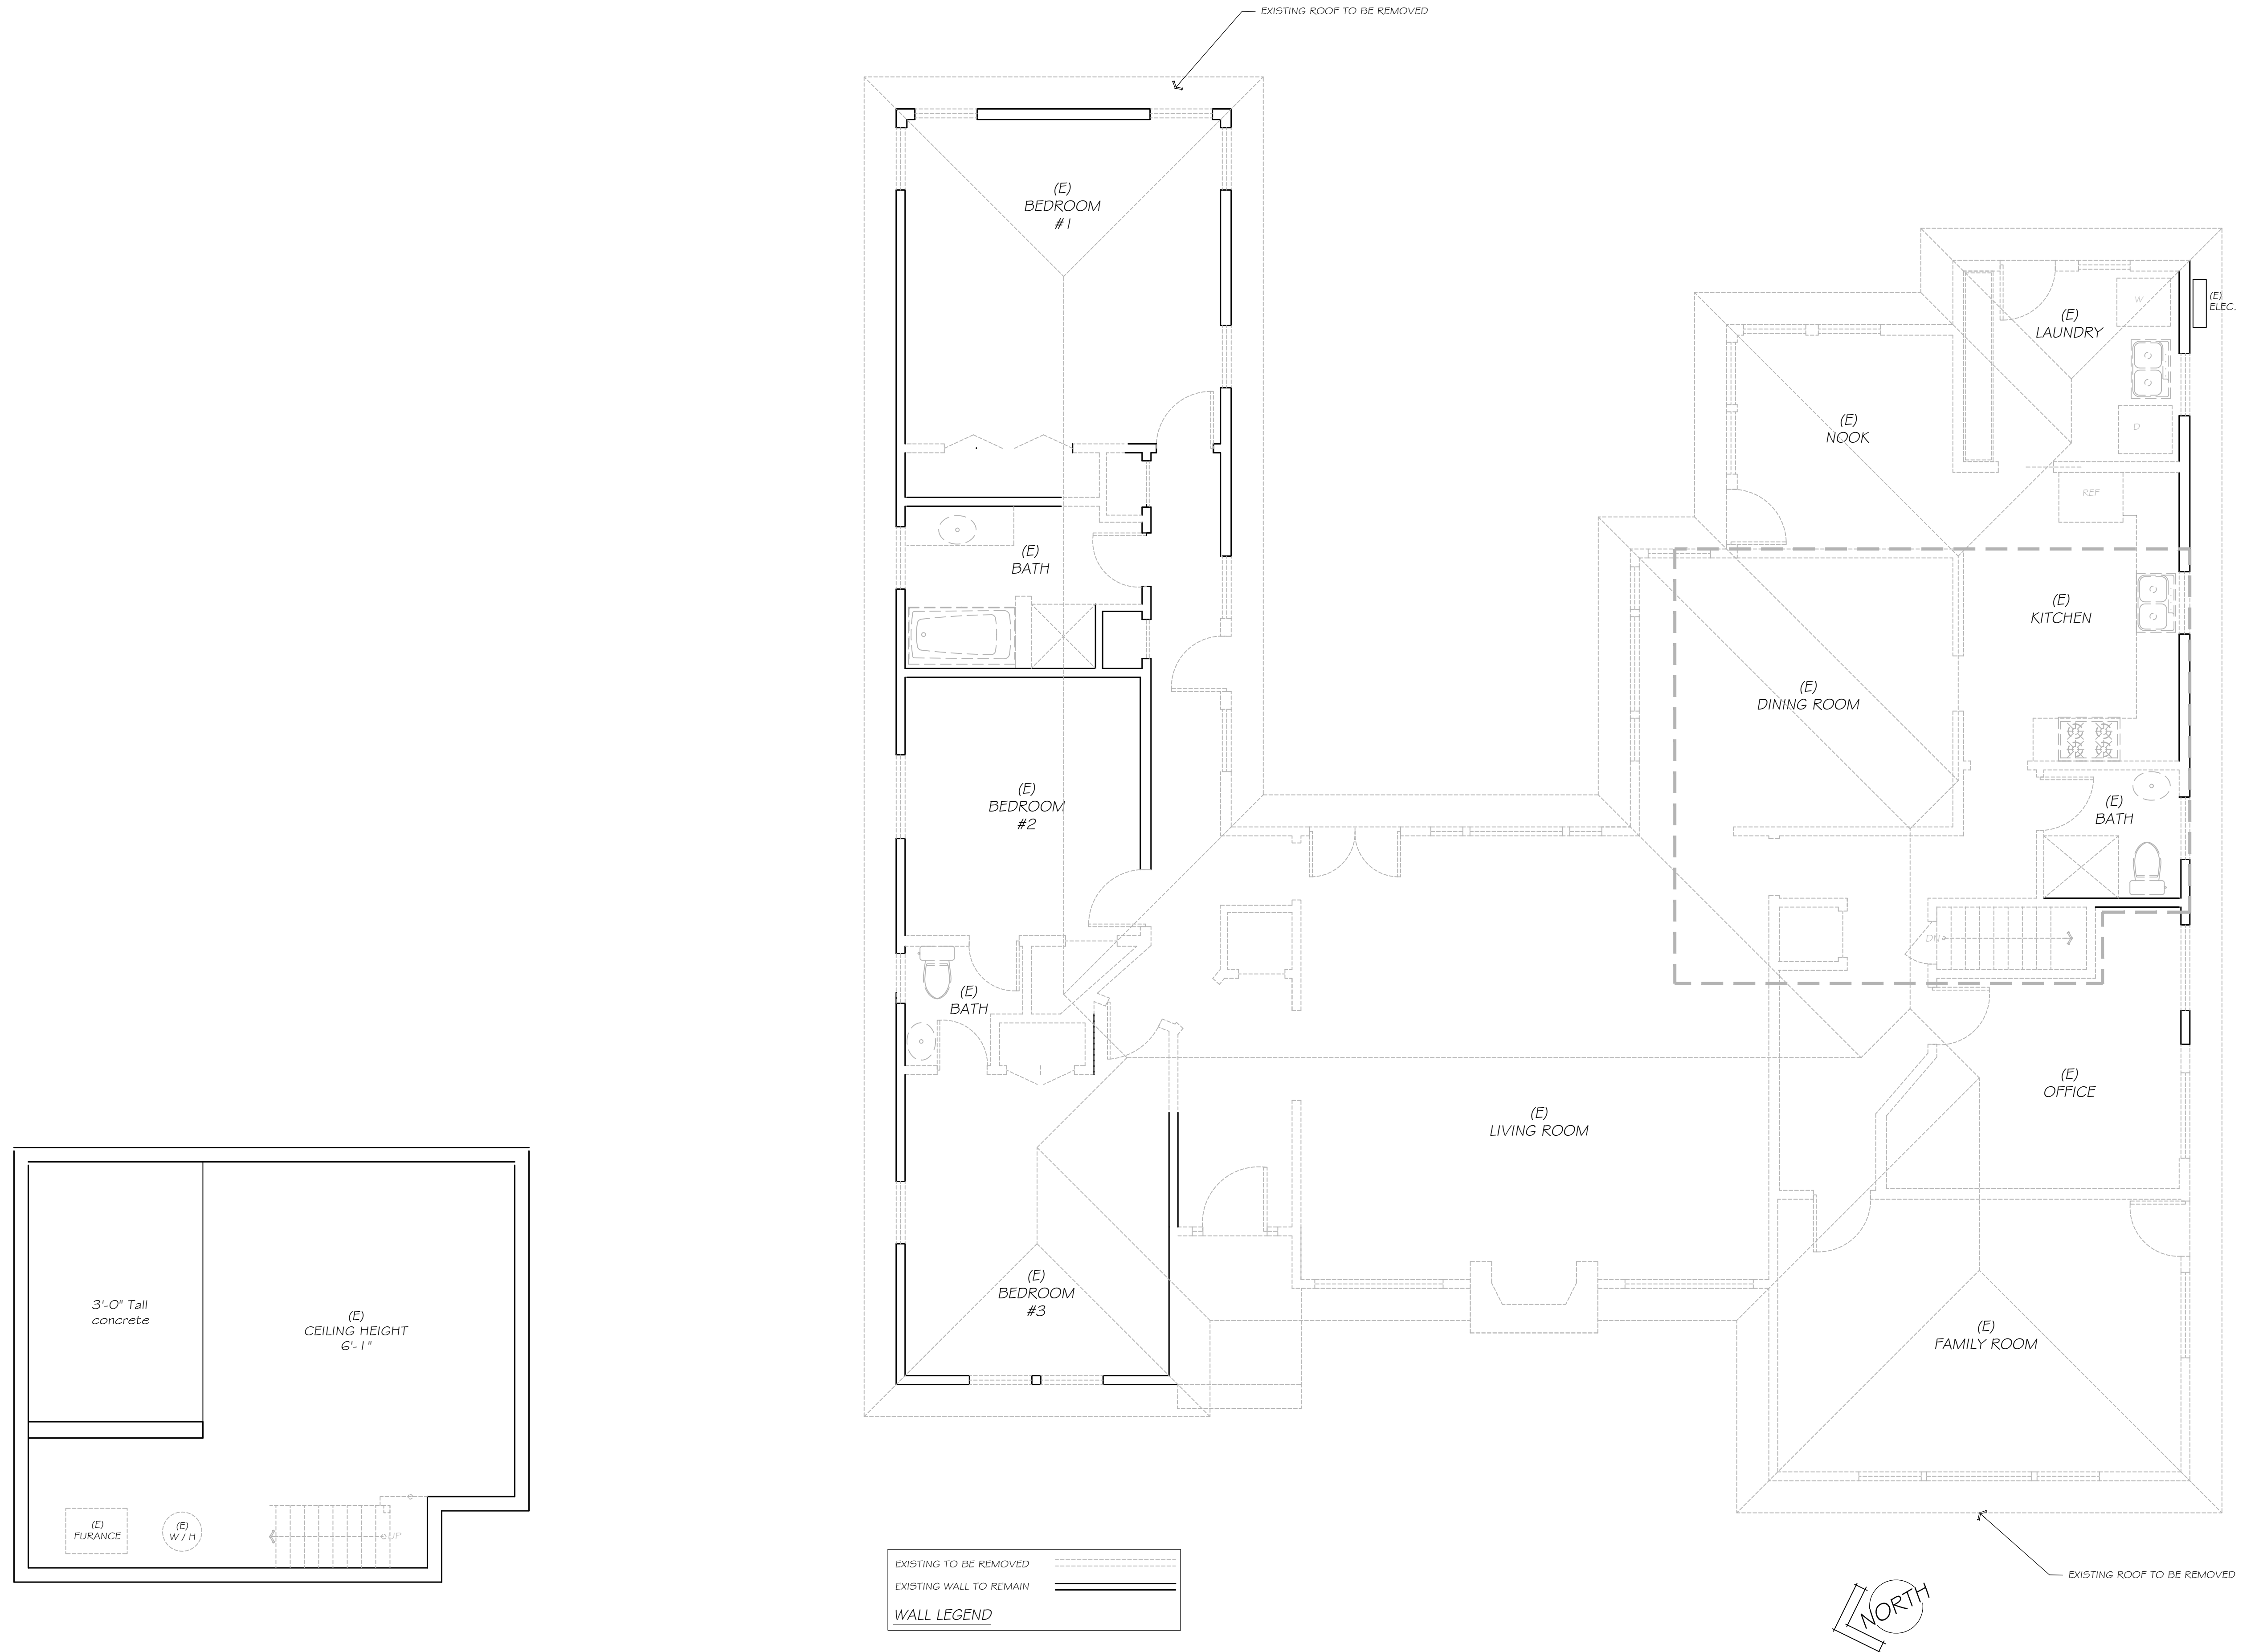 EXISTING ROOF TO BE REMOVED
(E)
BEDROOM
#1
(E)
LAUNDRY
W
(E)
ELEC.
D
(E)
NOOK
REF
(E)
BATH
(E)
KITCHEN
(E)
DINING ROOM
(E)
BEDROOM
#2
(E)
BATH
DN
(E)
BATH
(E)
OFFICE
(E)
LIVING ROOM
(E)
BEDROOM
#3
(E)
FAMILY ROOM
3'-0" Tall
concrete
(E)
CEILING HEIGHT
6'-1"
(E)
FURANCE
(E)
W / H
UP
EXISTING TO BE REMOVED
EXISTING WALL TO REMAIN
WALL LEGEND
EXISTING ROOF TO BE REMOVED
NORTH